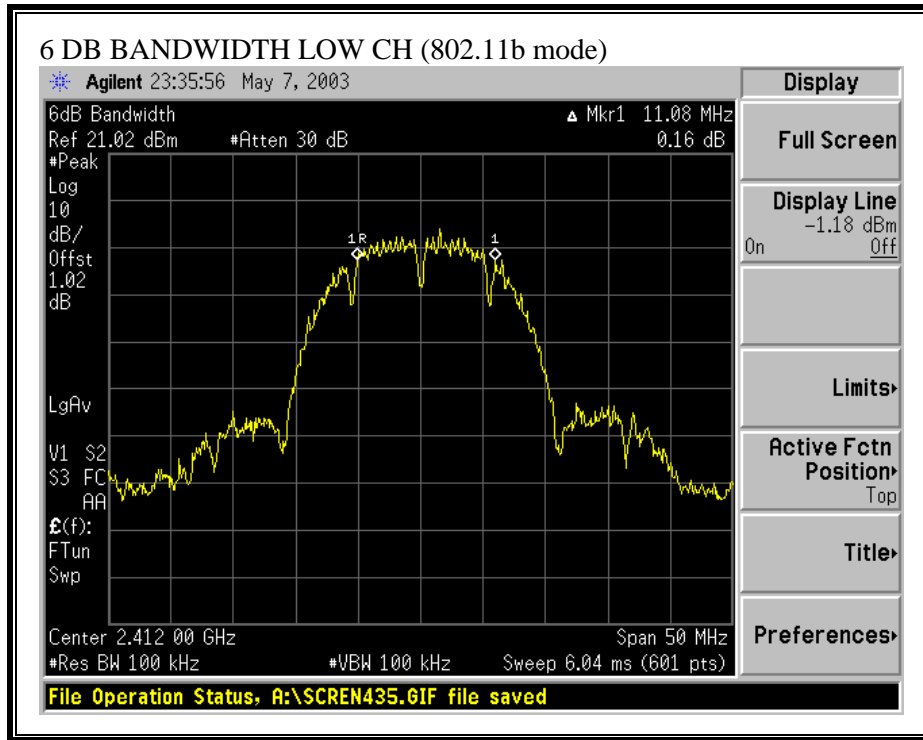 6 DB BANDWIDTH LOW CH (802.11b mode)
Agilent 23:35:56 May 7, 2003
Display
6dB Bandwidth
Δ Mkr1 11.08 MHz
Ref 21.02 dBm #Atten 30 dB 0.16 dB
Full Screen
#Peak
Log
10
dB/
Offst
1.02
dB
1R
1
Display Line
-1.18 dBm
On Off
Limits
LgAv
V1 S2
S3 FC
AA
£(f):
FTun
Swp
Active Fctn
Position
Top
Title
Center 2.412 00 GHz Span 50 MHz
#Res BW 100 kHz #VBW 100 kHz Sweep 6.04 ms (601 pts)
Preferences
File Operation Status, A:\SCREN435.GIF file saved